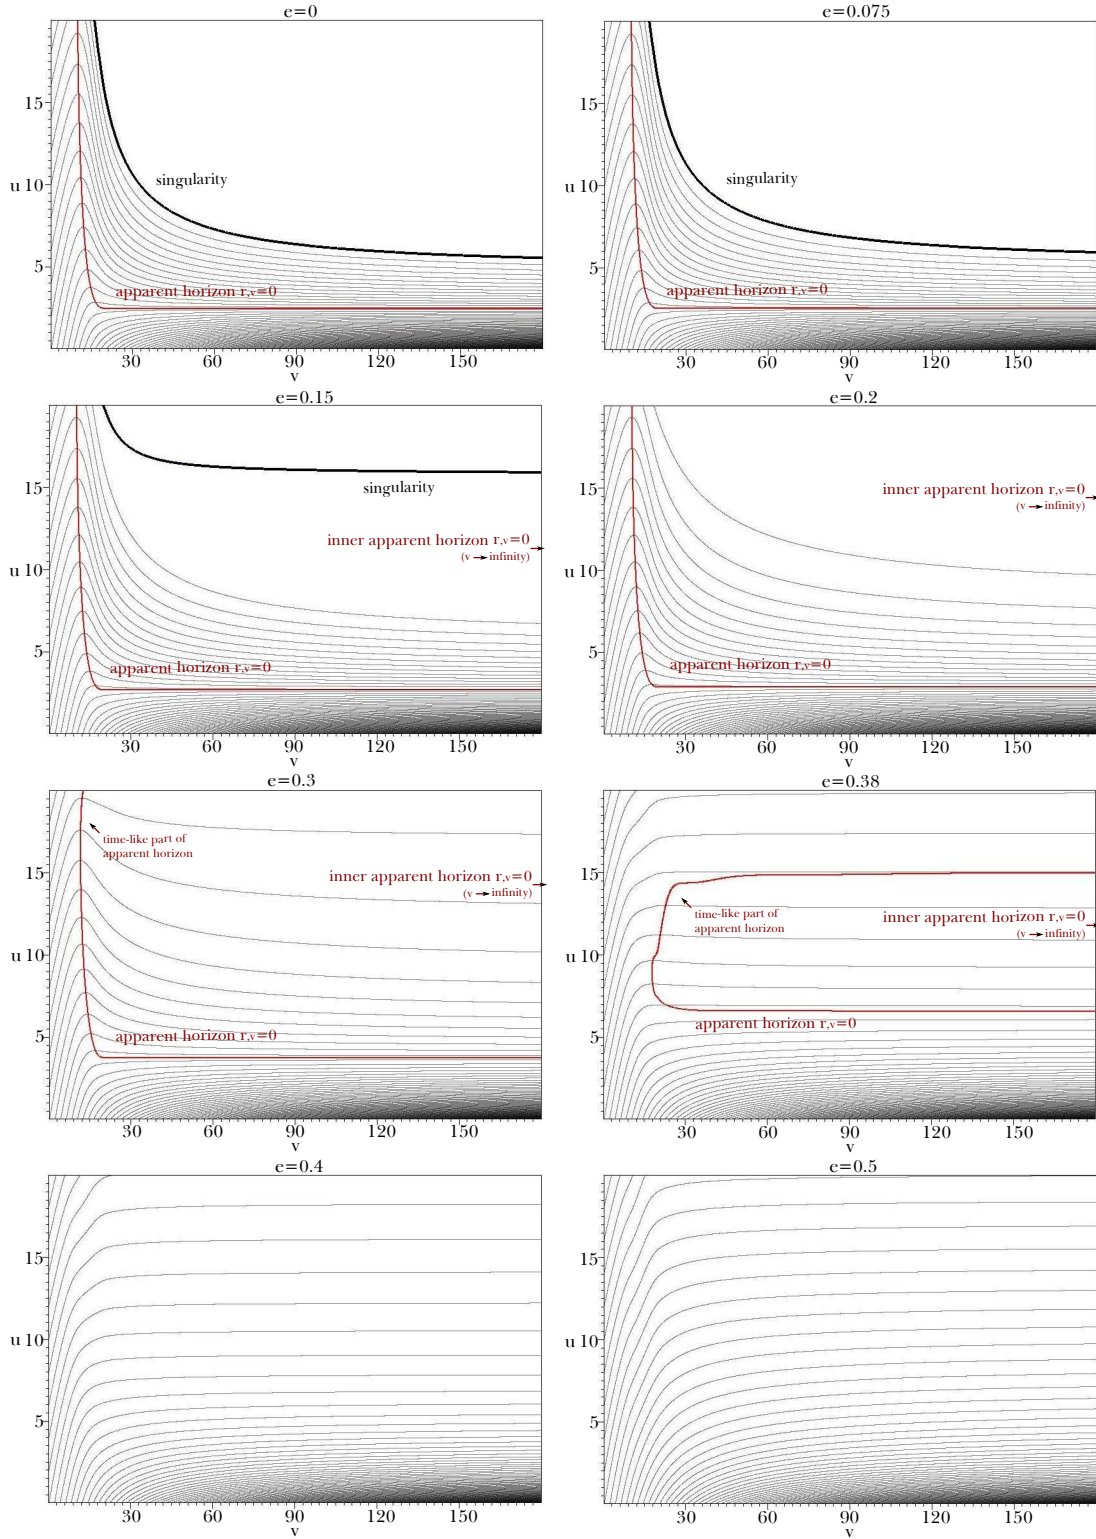 e=0
e=0.075
15
u 10
5
singularity
apparent horizon r,v=0
30 60 90 120 150
v
15
u 10
5
singularity
apparent horizon r,v=0
30 60 90 120 150
v
e=0.15
e=0.2
15
u 10
5
singularity
inner apparent horizon r,v=0
(v → infinity)
apparent horizon r,v=0
30 60 90 120 150
v
15
u 10
5
inner apparent horizon r,v=0
(v → infinity)
apparent horizon r,v=0
30 60 90 120 150
v
e=0.3
e=0.38
15
u 10
5
time-like part of
apparent horizon
inner apparent horizon r,v=0
(v → infinity)
apparent horizon r,v=0
30 60 90 120 150
v
15
u 10
5
time-like part of
apparent horizon
inner apparent horizon r,v=0
(v → infinity)
apparent horizon r,v=0
30 60 90 120 150
v
e=0.4
e=0.5
15
u 10
5
30 60 90 120 150
v
15
u 10
5
30 60 90 120 150
v